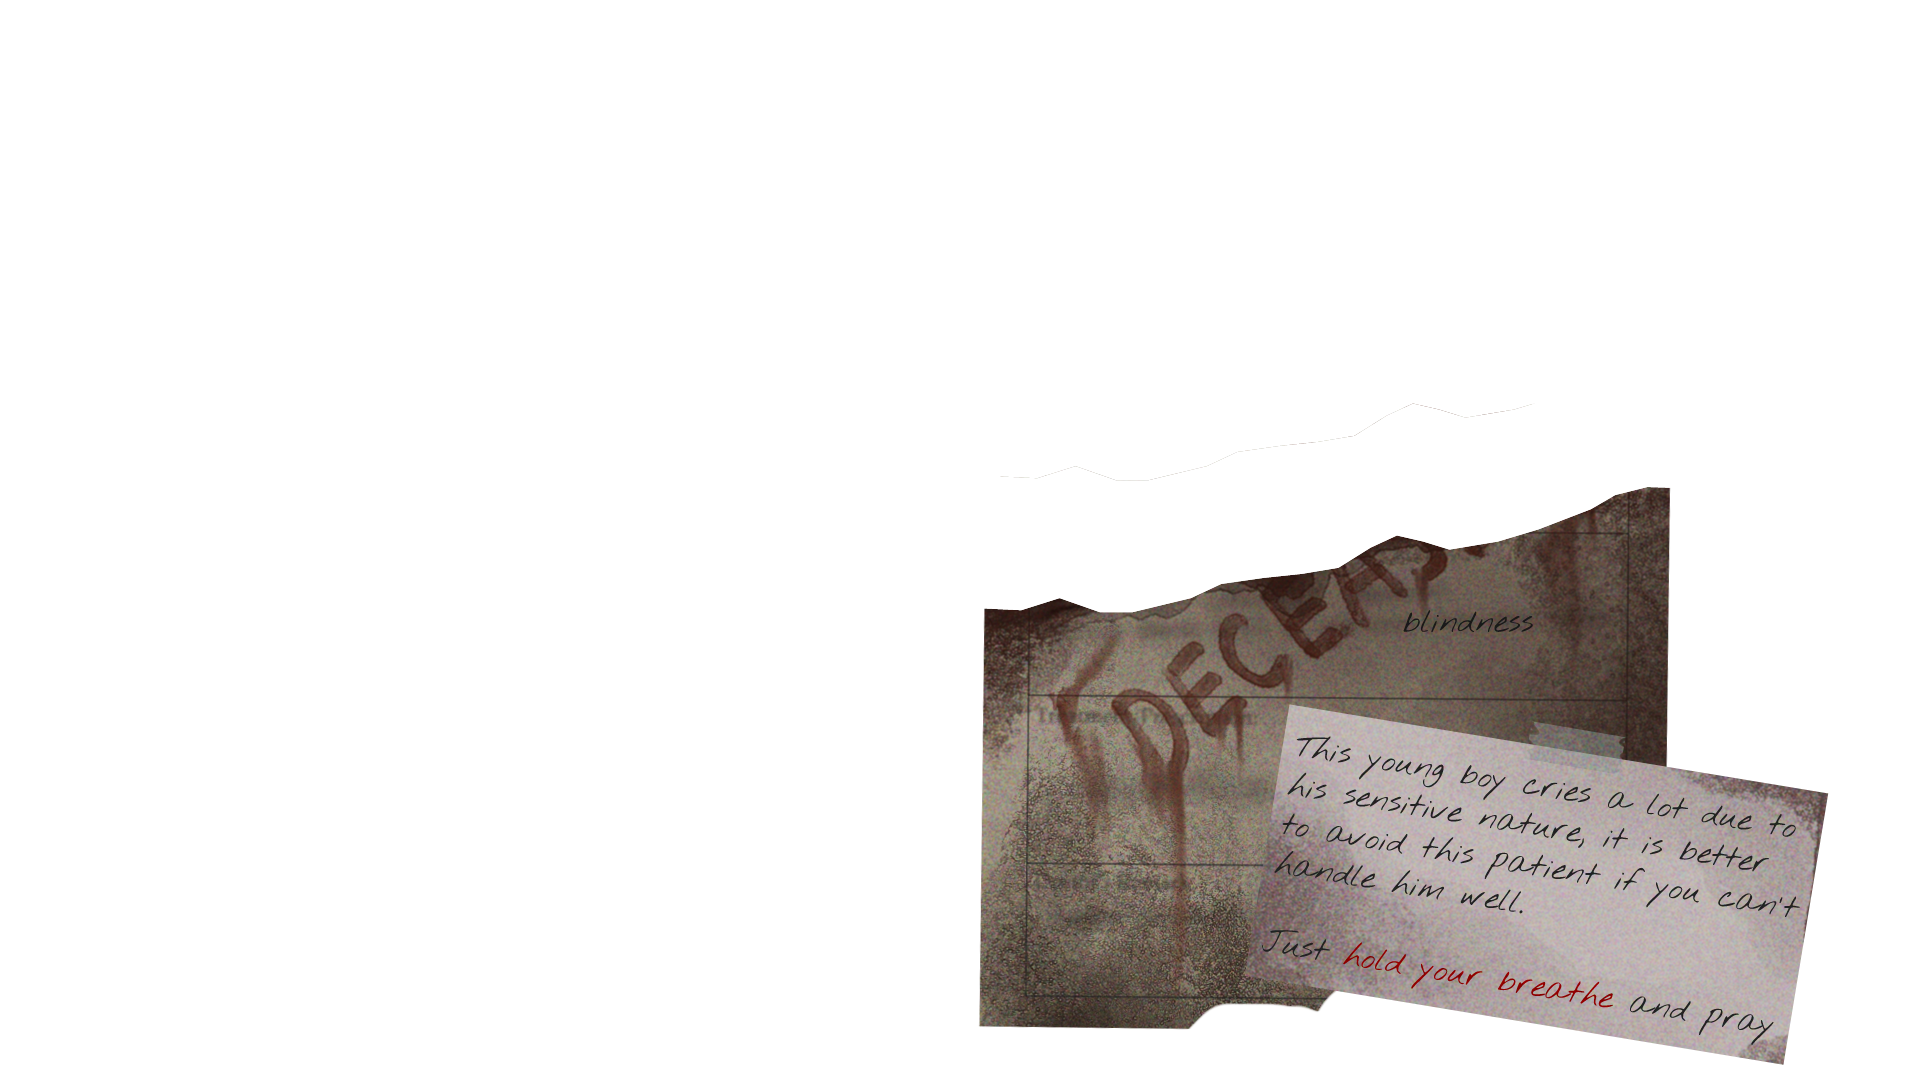 DECEAS
blindness
This young boy cries a lot due to
his sensitive nature, it is better
to avoid this patient if you can't
handle him well.
Just hold your breathe and pray